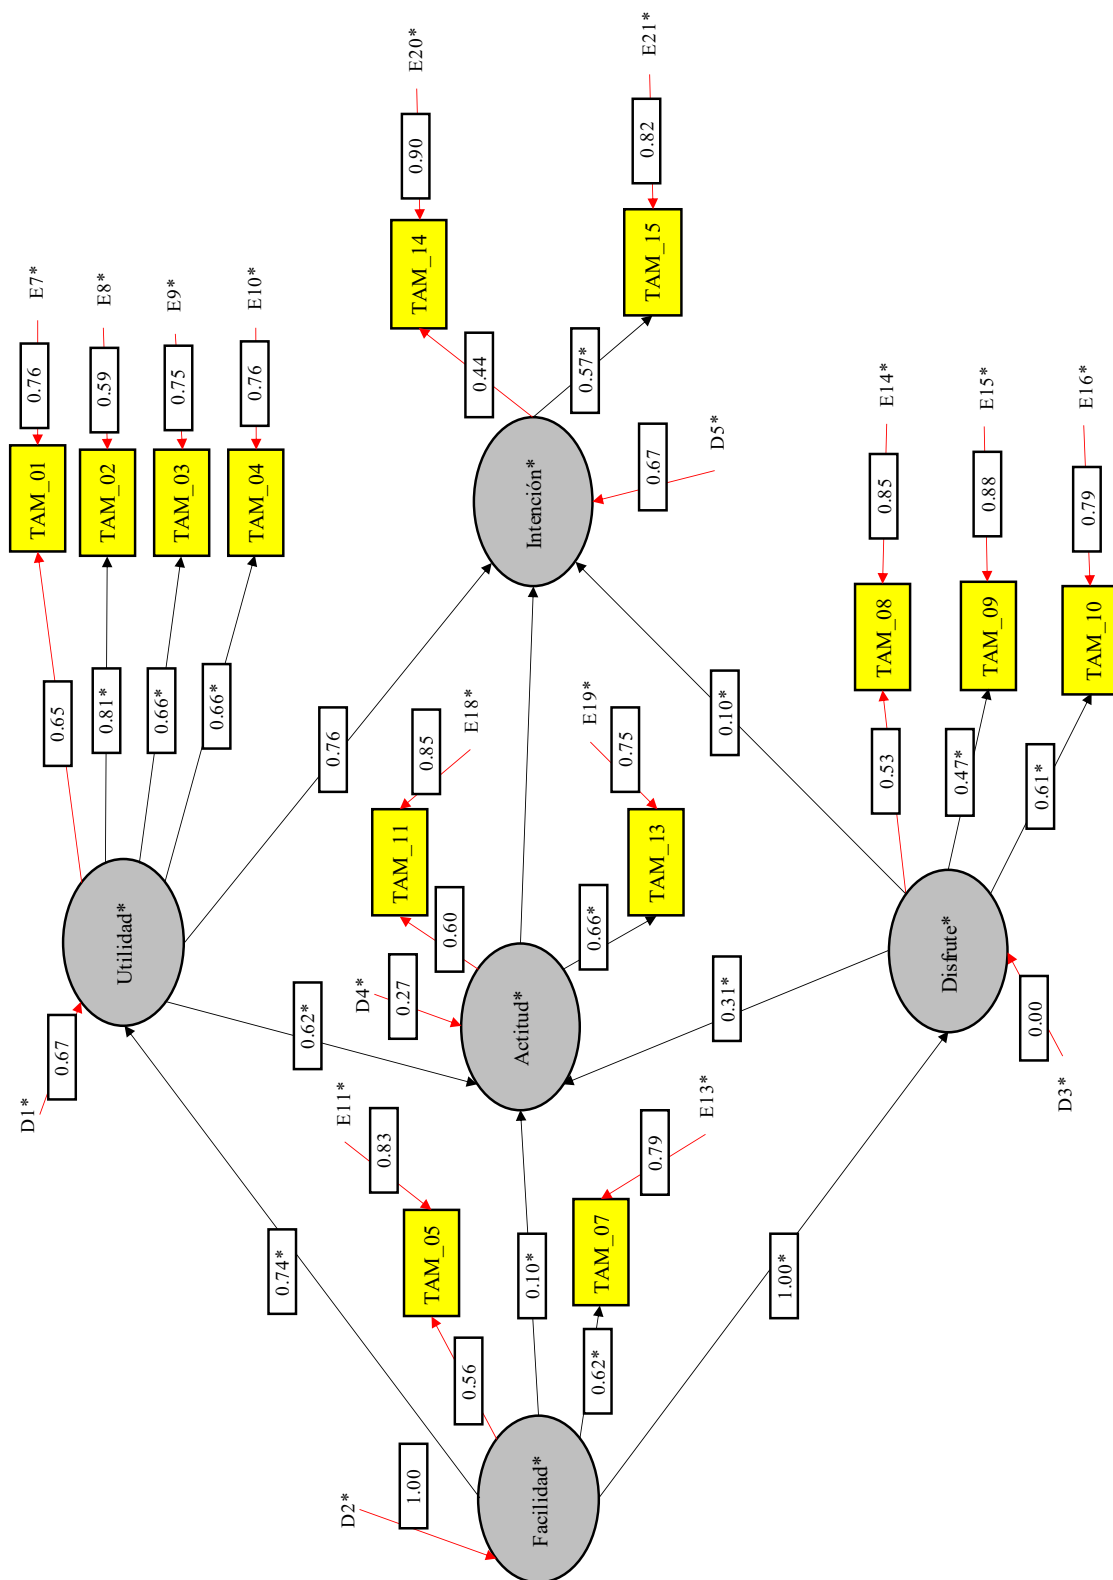 E7*
0.76
TAM_01
0.65
E8*
0.59
TAM_02
0.81*
E9*
0.75
TAM_03
0.66*
E10*
0.76
TAM_04
0.66*
D1*
0.67
Utilidad*
0.74*
0.62*
0.76
E20*
0.90
TAM_14
0.44
E21*
0.82
TAM_15
0.57*
Intención*
0.67
D5*
E18*
0.85
TAM_11
0.60
D4*
0.27
Actitud*
0.66*
TAM_13
0.75
E19*
E11*
0.83
TAM_05
0.56
D2*
1.00
Facilidad*
0.10*
0.62*
TAM_07
0.79
E13*
1.00*
0.31*
0.10*
Disfrute*
0.00
D3*
0.53
TAM_08
0.85
E14*
0.47*
TAM_09
0.88
E15*
0.61*
TAM_10
0.79
E16*